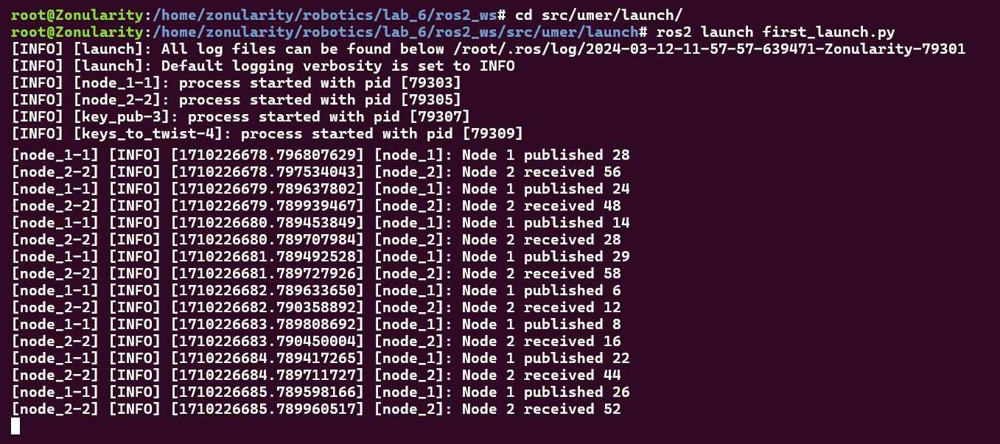 root@Zonularity:/home/zonularity/robotics/lab_6/ros2_ws# cd src/umer/launch/
root@Zonularity:/home/zonularity/robotics/lab_6/ros2_ws/src/umer/launch# ros2 launch first_launch.py
[INFO] [launch]: All log files can be found below /root/.ros/log/2024-03-12-11-57-57-639471-Zonularity-79301
[INFO] [launch]: Default logging verbosity is set to INFO
[INFO] [node_1-1]: process started with pid [79303]
[INFO] [node_2-2]: process started with pid [79305]
[INFO] [key_pub-3]: process started with pid [79307]
[INFO] [keys_to_twist-4]: process started with pid [79309]
[node_1-1] [INFO] [1710226678.796807629] [node_1]: Node 1 published 28
[node_2-2] [INFO] [1710226678.797534043] [node_2]: Node 2 received 56
[node_1-1] [INFO] [1710226679.789637802] [node_1]: Node 1 published 24
[node_2-2] [INFO] [1710226679.789939467] [node_2]: Node 2 received 48
[node_1-1] [INFO] [1710226680.789453849] [node_1]: Node 1 published 14
[node_2-2] [INFO] [1710226680.789707984] [node_2]: Node 2 received 28
[node_1-1] [INFO] [1710226681.789492528] [node_1]: Node 1 published 29
[node_2-2] [INFO] [1710226681.789727926] [node_2]: Node 2 received 58
[node_1-1] [INFO] [1710226682.789633650] [node_1]: Node 1 published 6
[node_2-2] [INFO] [1710226682.790358892] [node_2]: Node 2 received 12
[node_1-1] [INFO] [1710226683.789808692] [node_1]: Node 1 published 8
[node_2-2] [INFO] [1710226683.790450004] [node_2]: Node 2 received 16
[node_1-1] [INFO] [1710226684.789417265] [node_1]: Node 1 published 22
[node_2-2] [INFO] [1710226684.789711727] [node_2]: Node 2 received 44
[node_1-1] [INFO] [1710226685.789598166] [node_1]: Node 1 published 26
[node_2-2] [INFO] [1710226685.789960517] [node_2]: Node 2 received 52